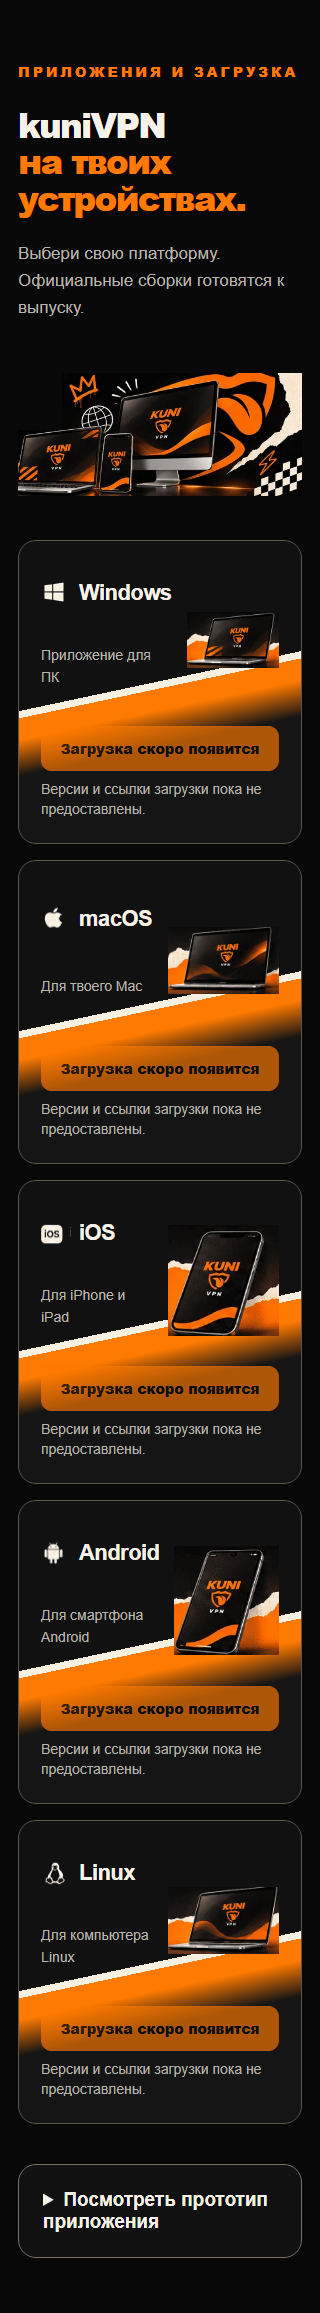 ПРИЛОЖЕНИЯ И ЗАГРУЗКА
kuniVPN
на твоих
устройствах.
Выбери свою платформу.
Официальные сборки готовятся к
выпуску.
KUNI
VPN
KUNI
VPN
KUNI
VPN
Windows
KUNI
VPN
Приложение для
ПК
Загрузка скоро появится
Версии и ссылки загрузки пока не
предоставлены.
macOS
KUNI
VPN
Для твоего Mac
Загрузка скоро появится
Версии и ссылки загрузки пока не
предоставлены.
iOS iOS
KUNI
VPN
Для iPhone и
iPad
Загрузка скоро появится
Версии и ссылки загрузки пока не
предоставлены.
Android
KUNI
VPN
Для смартфона
Android
Загрузка скоро появится
Версии и ссылки загрузки пока не
предоставлены.
Linux
KUNI
VPN
Для компьютера
Linux
Загрузка скоро появится
Версии и ссылки загрузки пока не
предоставлены.
Посмотреть прототип
приложения